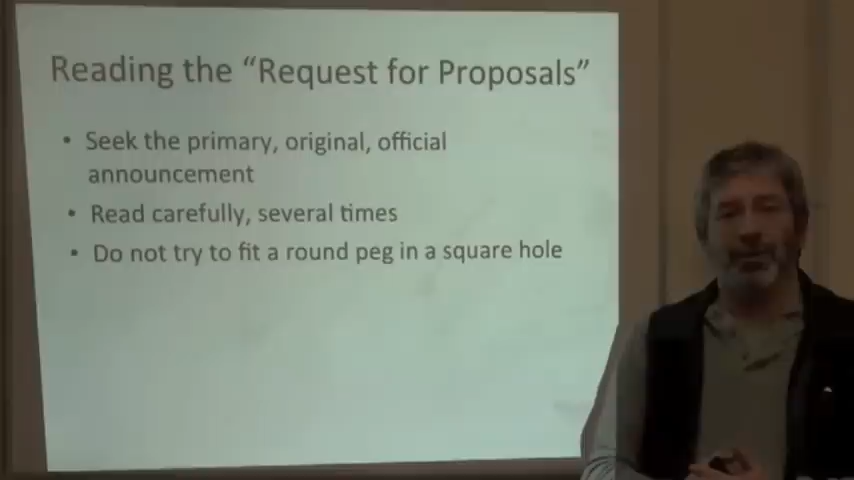 Reading the “Request for Proposals”
• Seek the primary, original, official
announcement
• Read carefully, several times
• Do not try to fit a round peg in a square hole